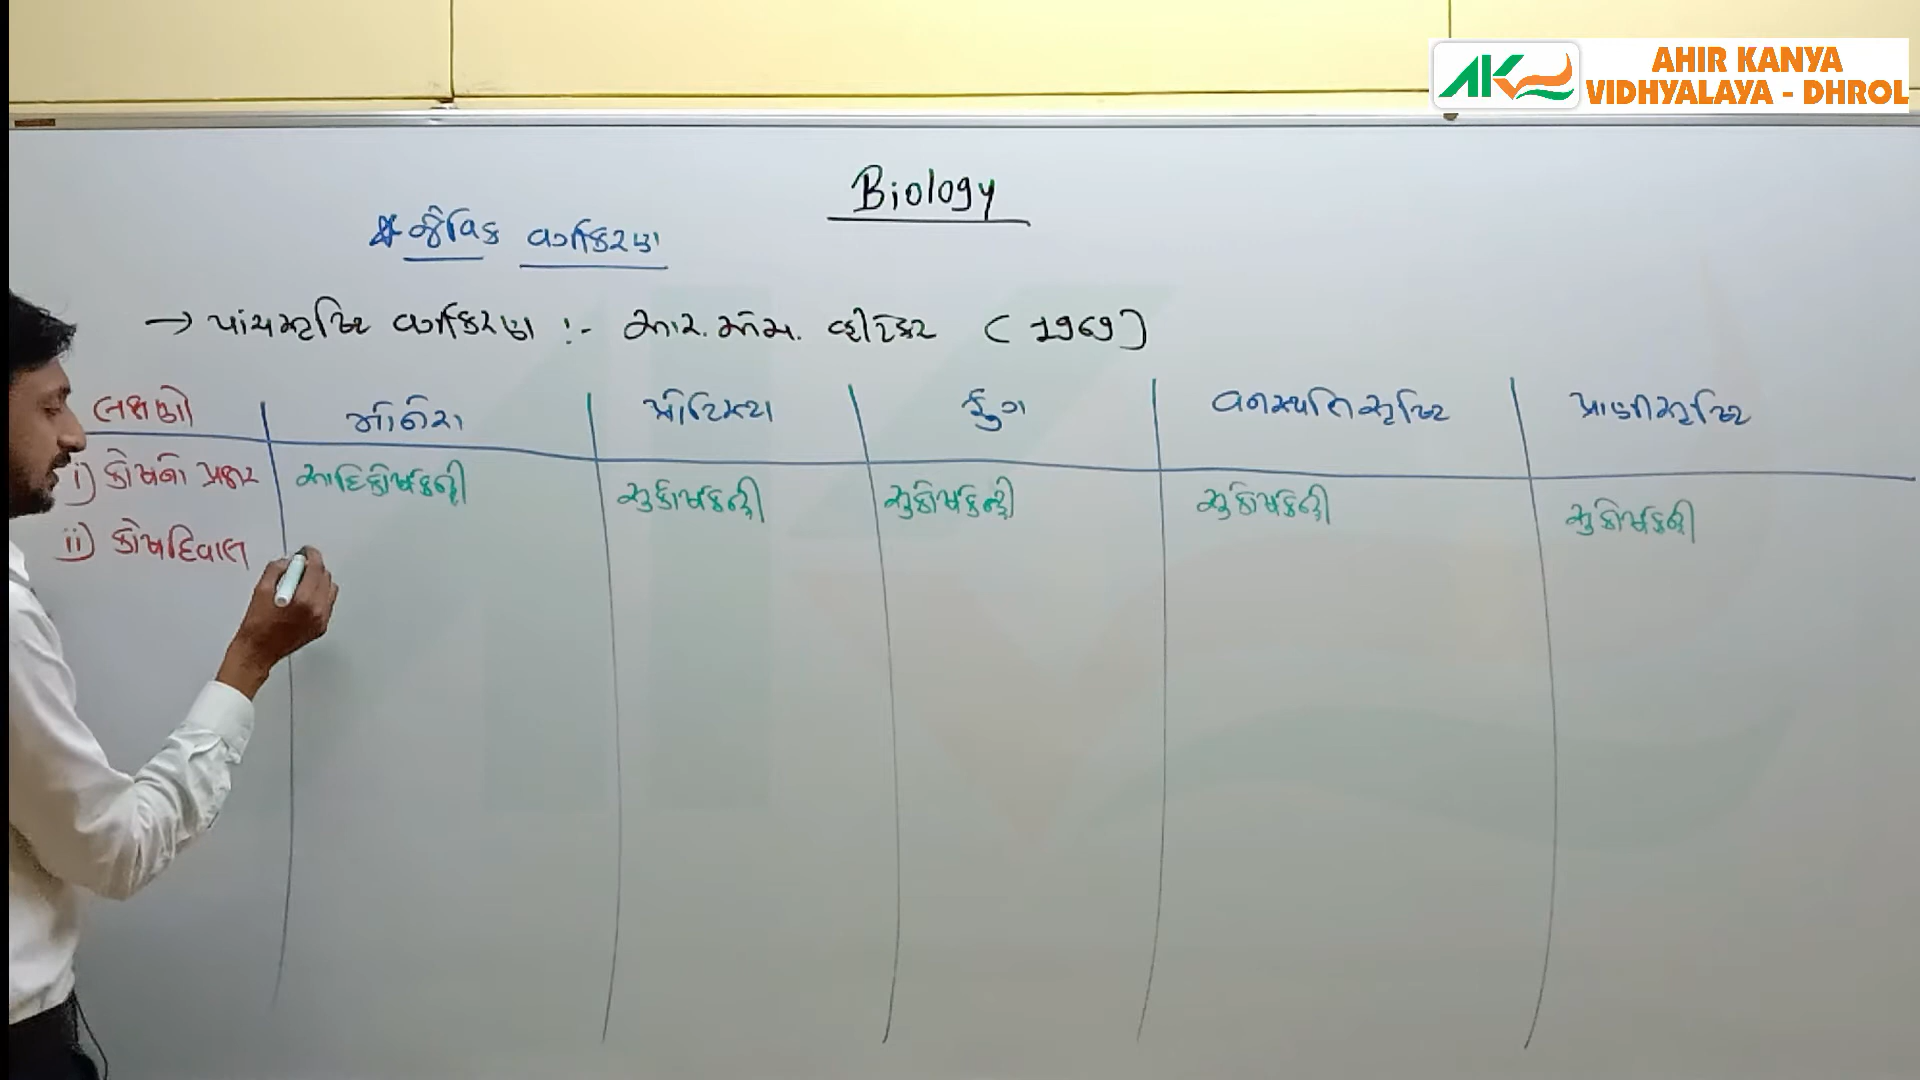 AHIR KANYA
VIDHYALAYA - DHROL
Biology
* જૈવિક વર્ગીકરણ
→ પાંચસૃષ્ટિ વર્ગીકરણ :- આર. એચ. વ્હીટેકર (1969)
લક્ષણો મોનેરા પ્રોટિસ્ટા ફુગ વનસ્પતિસૃષ્ટિ પ્રાણીસૃષ્ટિ
i) કોષનો પ્રકાર આદિકોષકેન્દ્રી સુકોષકેન્દ્રી સુકોષકેન્દ્રી સુકોષકેન્દ્રી સુકોષકેન્દ્રી
ii) કોષદિવાલ